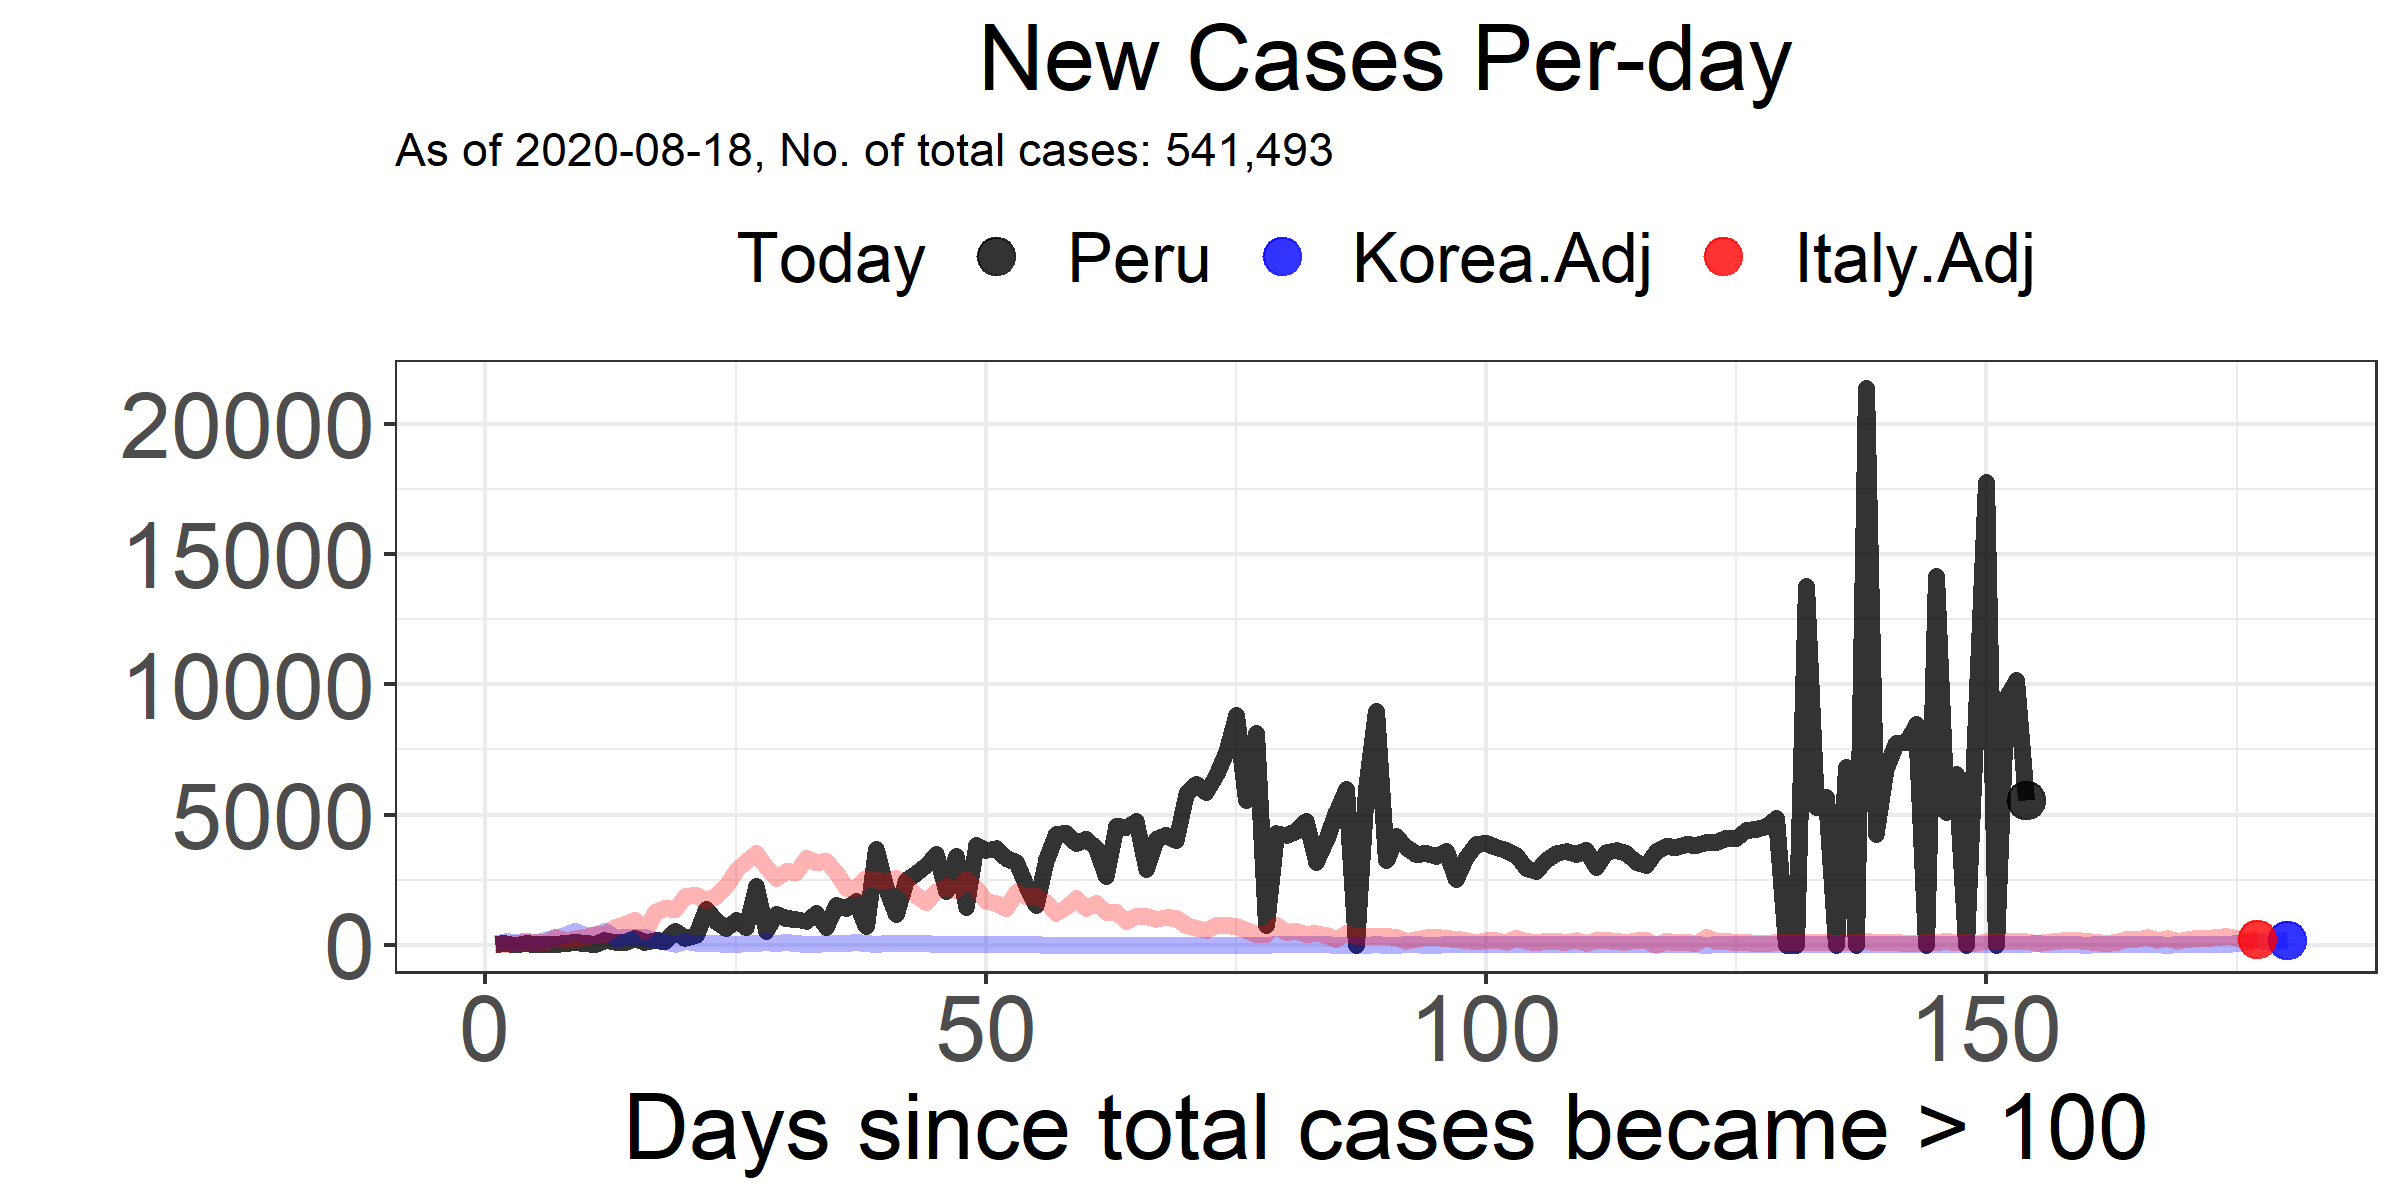 New Cases Per-day
As of 2020-08-18, No. of total cases: 541,493
Today Peru Korea.Adj Italy.Adj
20000
15000
10000
5000
0
0 50 100 150
Days since total cases became > 100